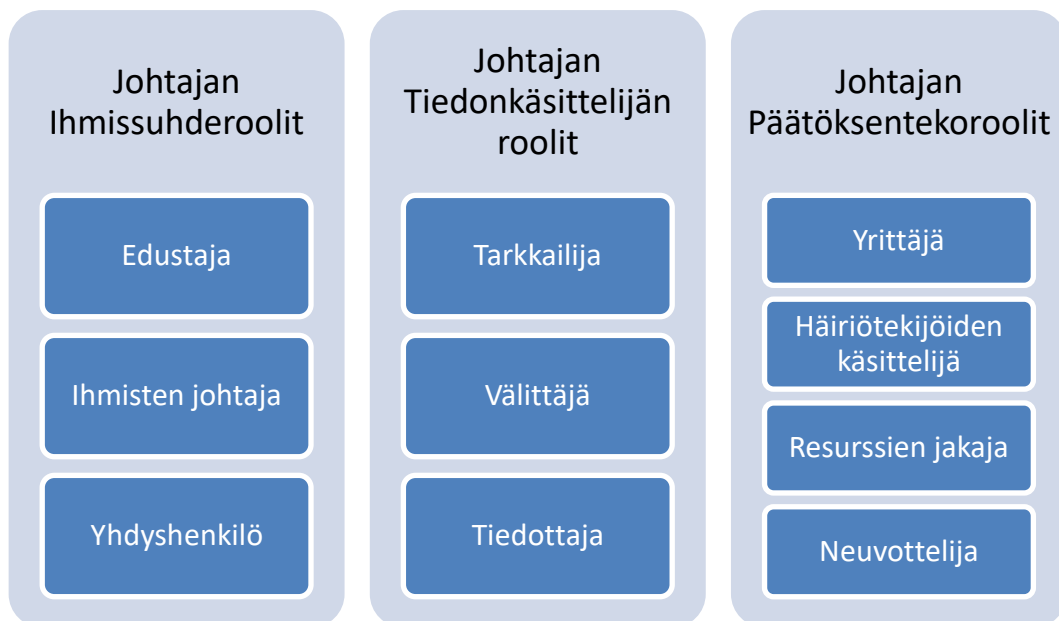 Johtajan
Ihmissuhderoolit
Edustaja
Ihmisten johtaja
Yhdyshenkilö
Johtajan
Tiedonkäsittelijän
roolit
Tarkkailija
Välittäjä
Tiedottaja
Johtajan
Päätöksentekoroolit
Yrittäjä
Häiriötekijöiden
käsittelijä
Resurssien jakaja
Neuvottelija